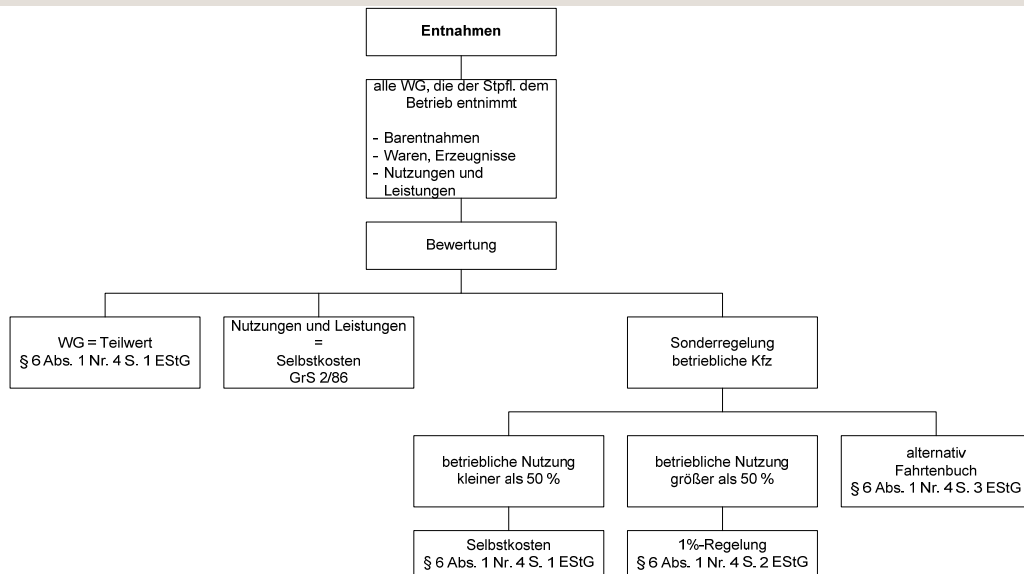 Entnahmen
alle WG, die der Stpfl. dem
Betrieb entnimmt
- Barentnahmen
- Waren, Erzeugnisse
- Nutzungen und
Leistungen
Bewertung
WG = Teilwert
§ 6 Abs. 1 Nr. 4 S. 1 EStG
Nutzungen und Leistungen
=
Selbstkosten
GrS 2/86
Sonderregelung
betriebliche Kfz
betriebliche Nutzung
kleiner als 50 %
betriebliche Nutzung
größer als 50 %
alternativ
Fahrtenbuch
§ 6 Abs. 1 Nr. 4 S. 3 EStG
Selbstkosten
§ 6 Abs. 1 Nr. 4 S. 1 EStG
1%-Regelung
§ 6 Abs. 1 Nr. 4 S. 2 EStG